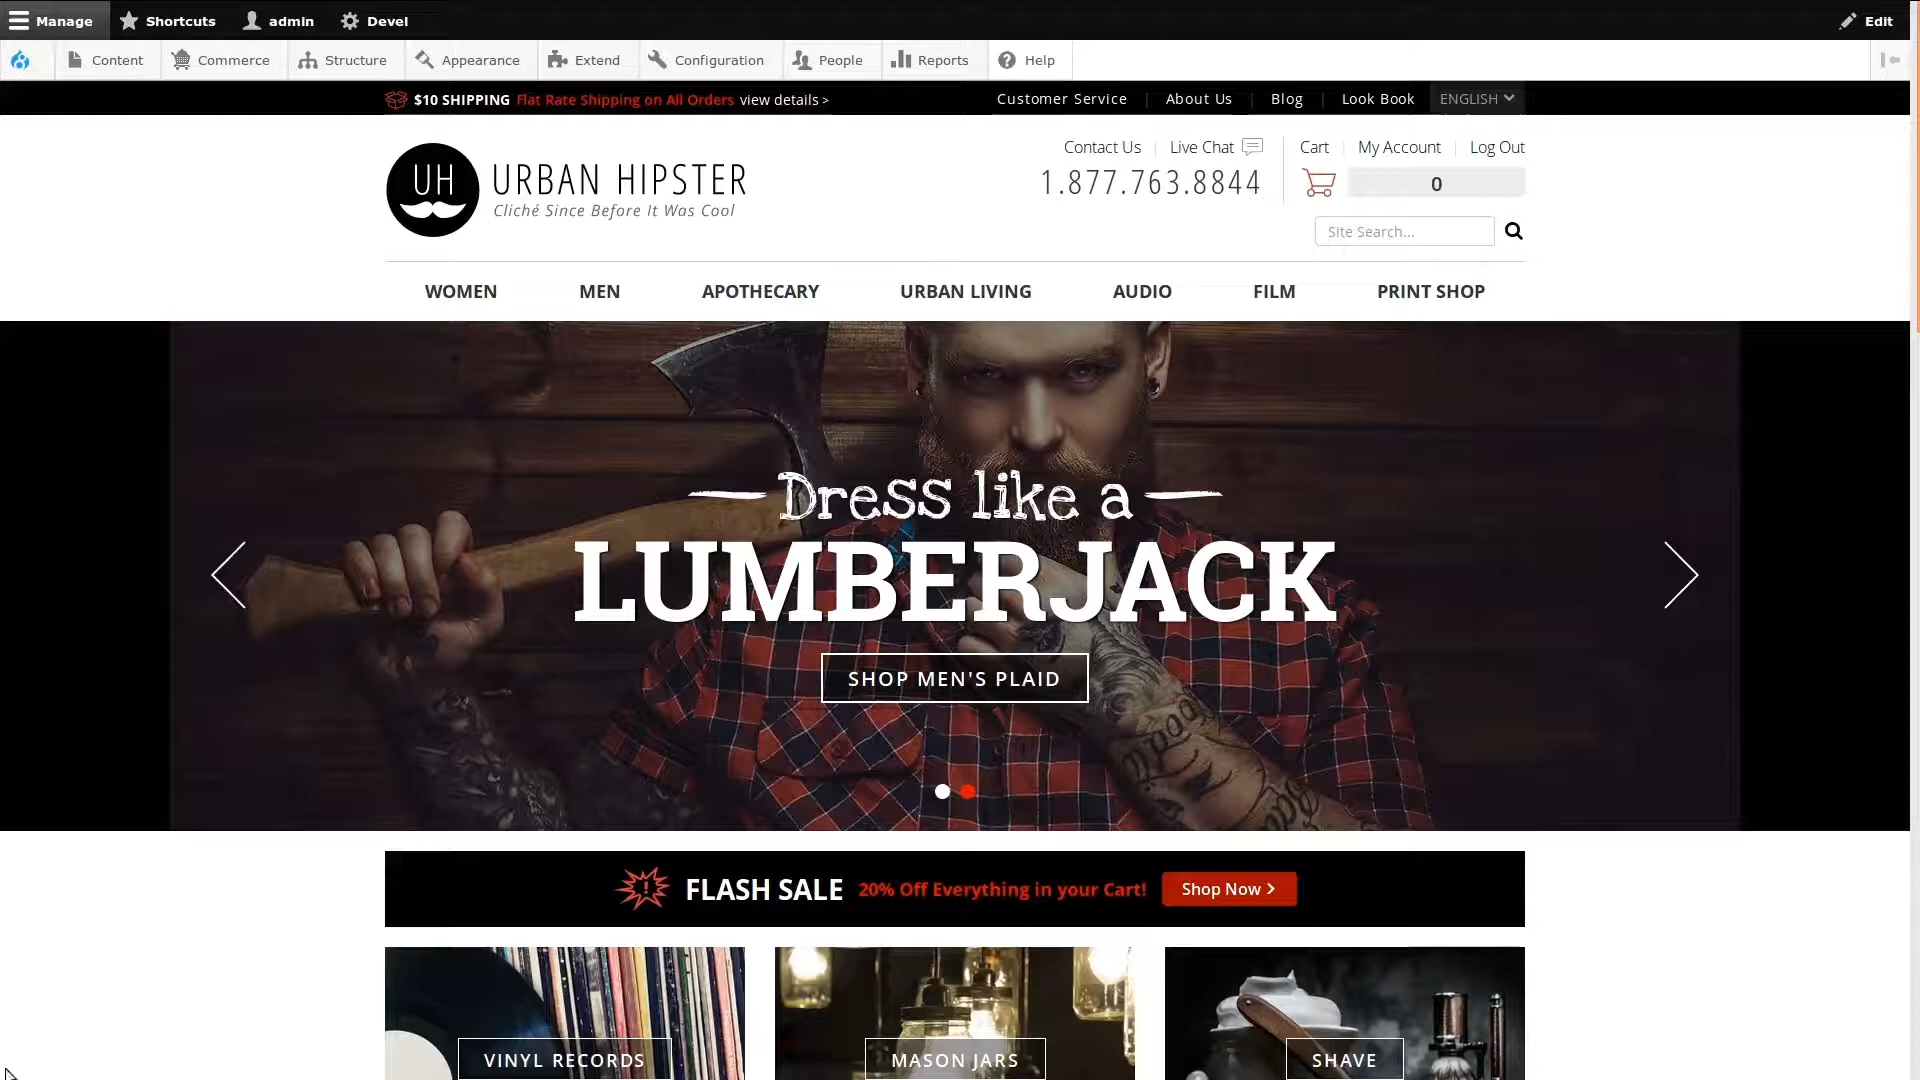 Manage Shortcuts admin Devel Edit
Content Commerce Structure Appearance Extend Configuration People Reports Help
$10 SHIPPING Flat Rate Shipping on All Orders view details > Customer Service About Us Blog Look Book ENGLISH
Contact Us Live Chat Cart My Account Log Out
UH URBAN HIPSTER 1.877.763.8844 0
Cliché Since Before It Was Cool
Site Search...
WOMEN MEN APOTHECARY URBAN LIVING AUDIO FILM PRINT SHOP
Dress like a
LUMBERJACK
SHOP MEN'S PLAID
FLASH SALE 20% Off Everything in your Cart! Shop Now >
VINYL RECORDS MASON JARS SHAVE